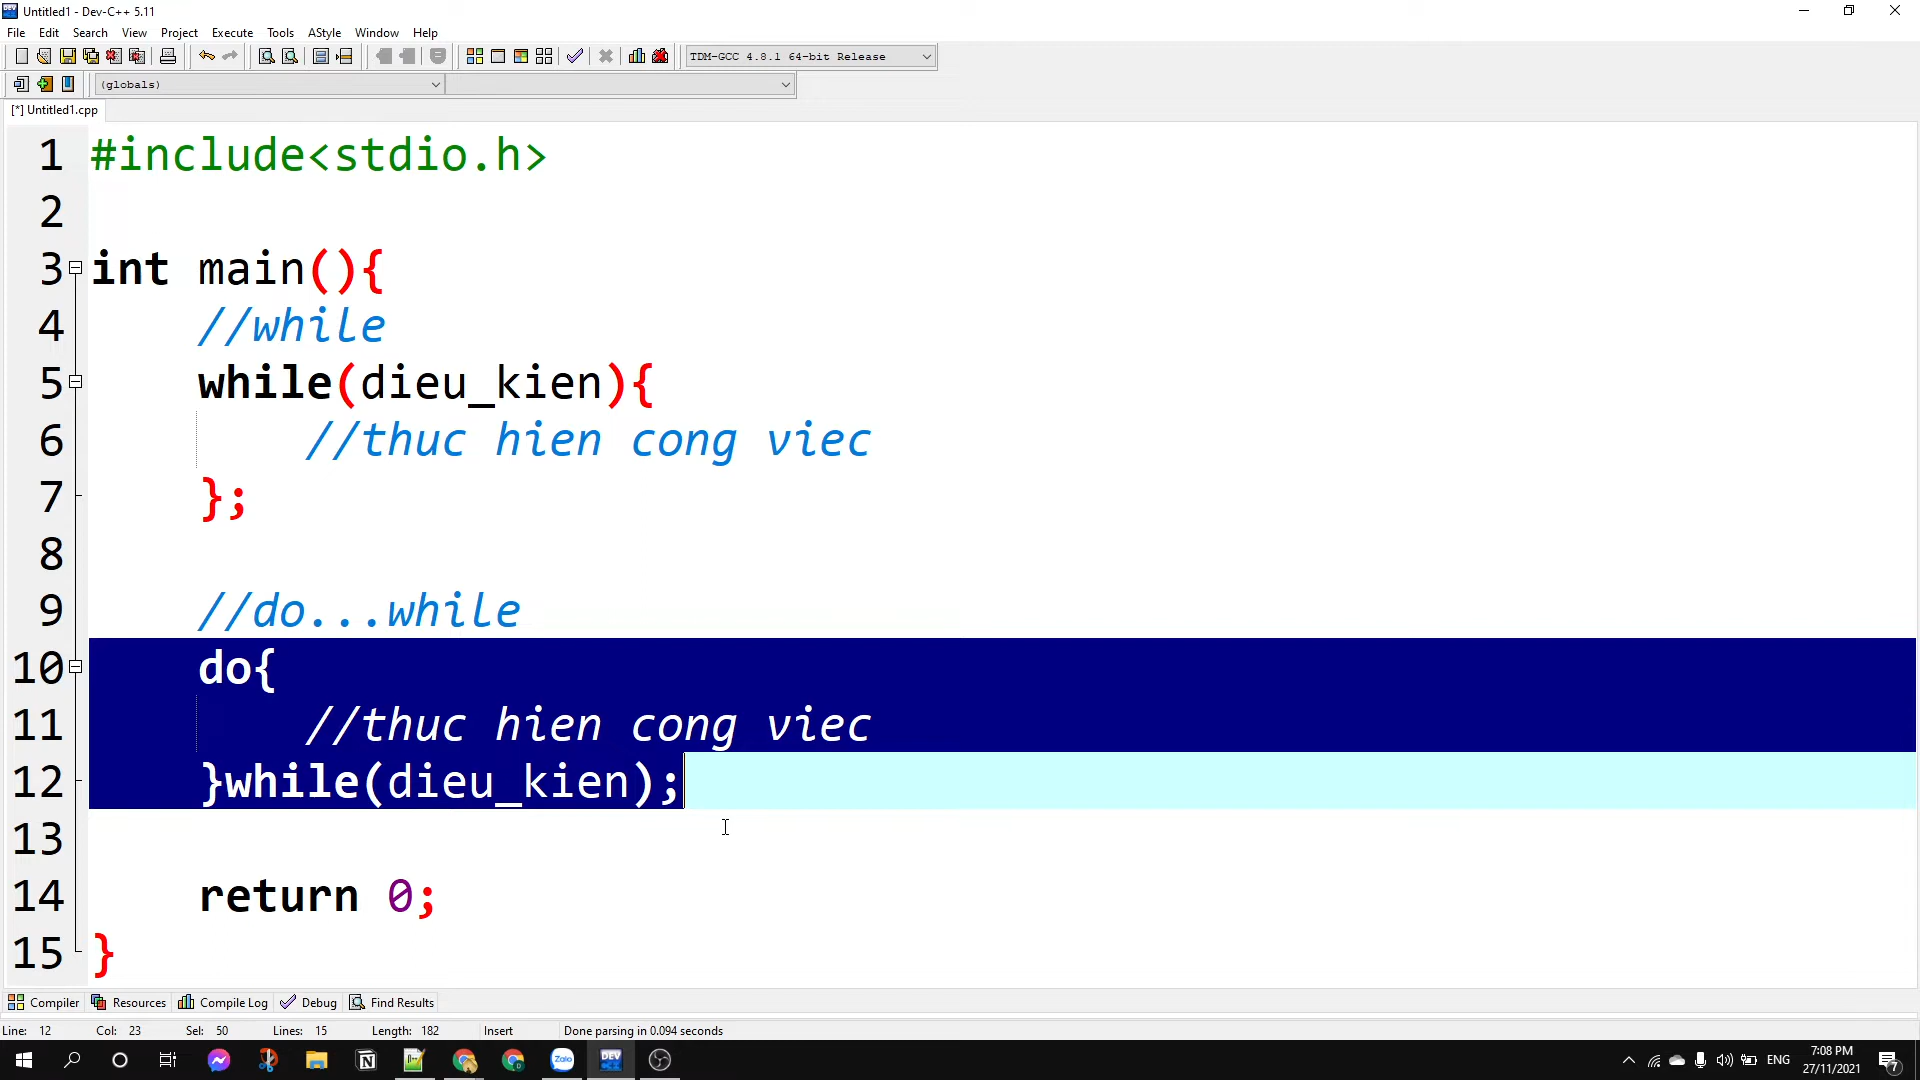 Untitled1 - Dev-C++ 5.11
File Edit Search View Project Execute Tools AStyle Window Help
TDM-GCC 4.8.1 64-bit Release
(globals)
[*] Untitled1.cpp
1 #include<stdio.h>
2
3 int main(){
4 //while
5 while(dieu_kien){
6 //thuc hien cong viec
7 };
8
9 //do...while
10 do{
11 //thuc hien cong viec
12 }while(dieu_kien);
13
14 return 0;
15 }
Compiler Resources Compile Log Debug Find Results
Line: 12 Col: 23 Sel: 50 Lines: 15 Length: 182 Insert Done parsing in 0.094 seconds
Zalo DEV ENG 7:08 PM
27/11/2021 7